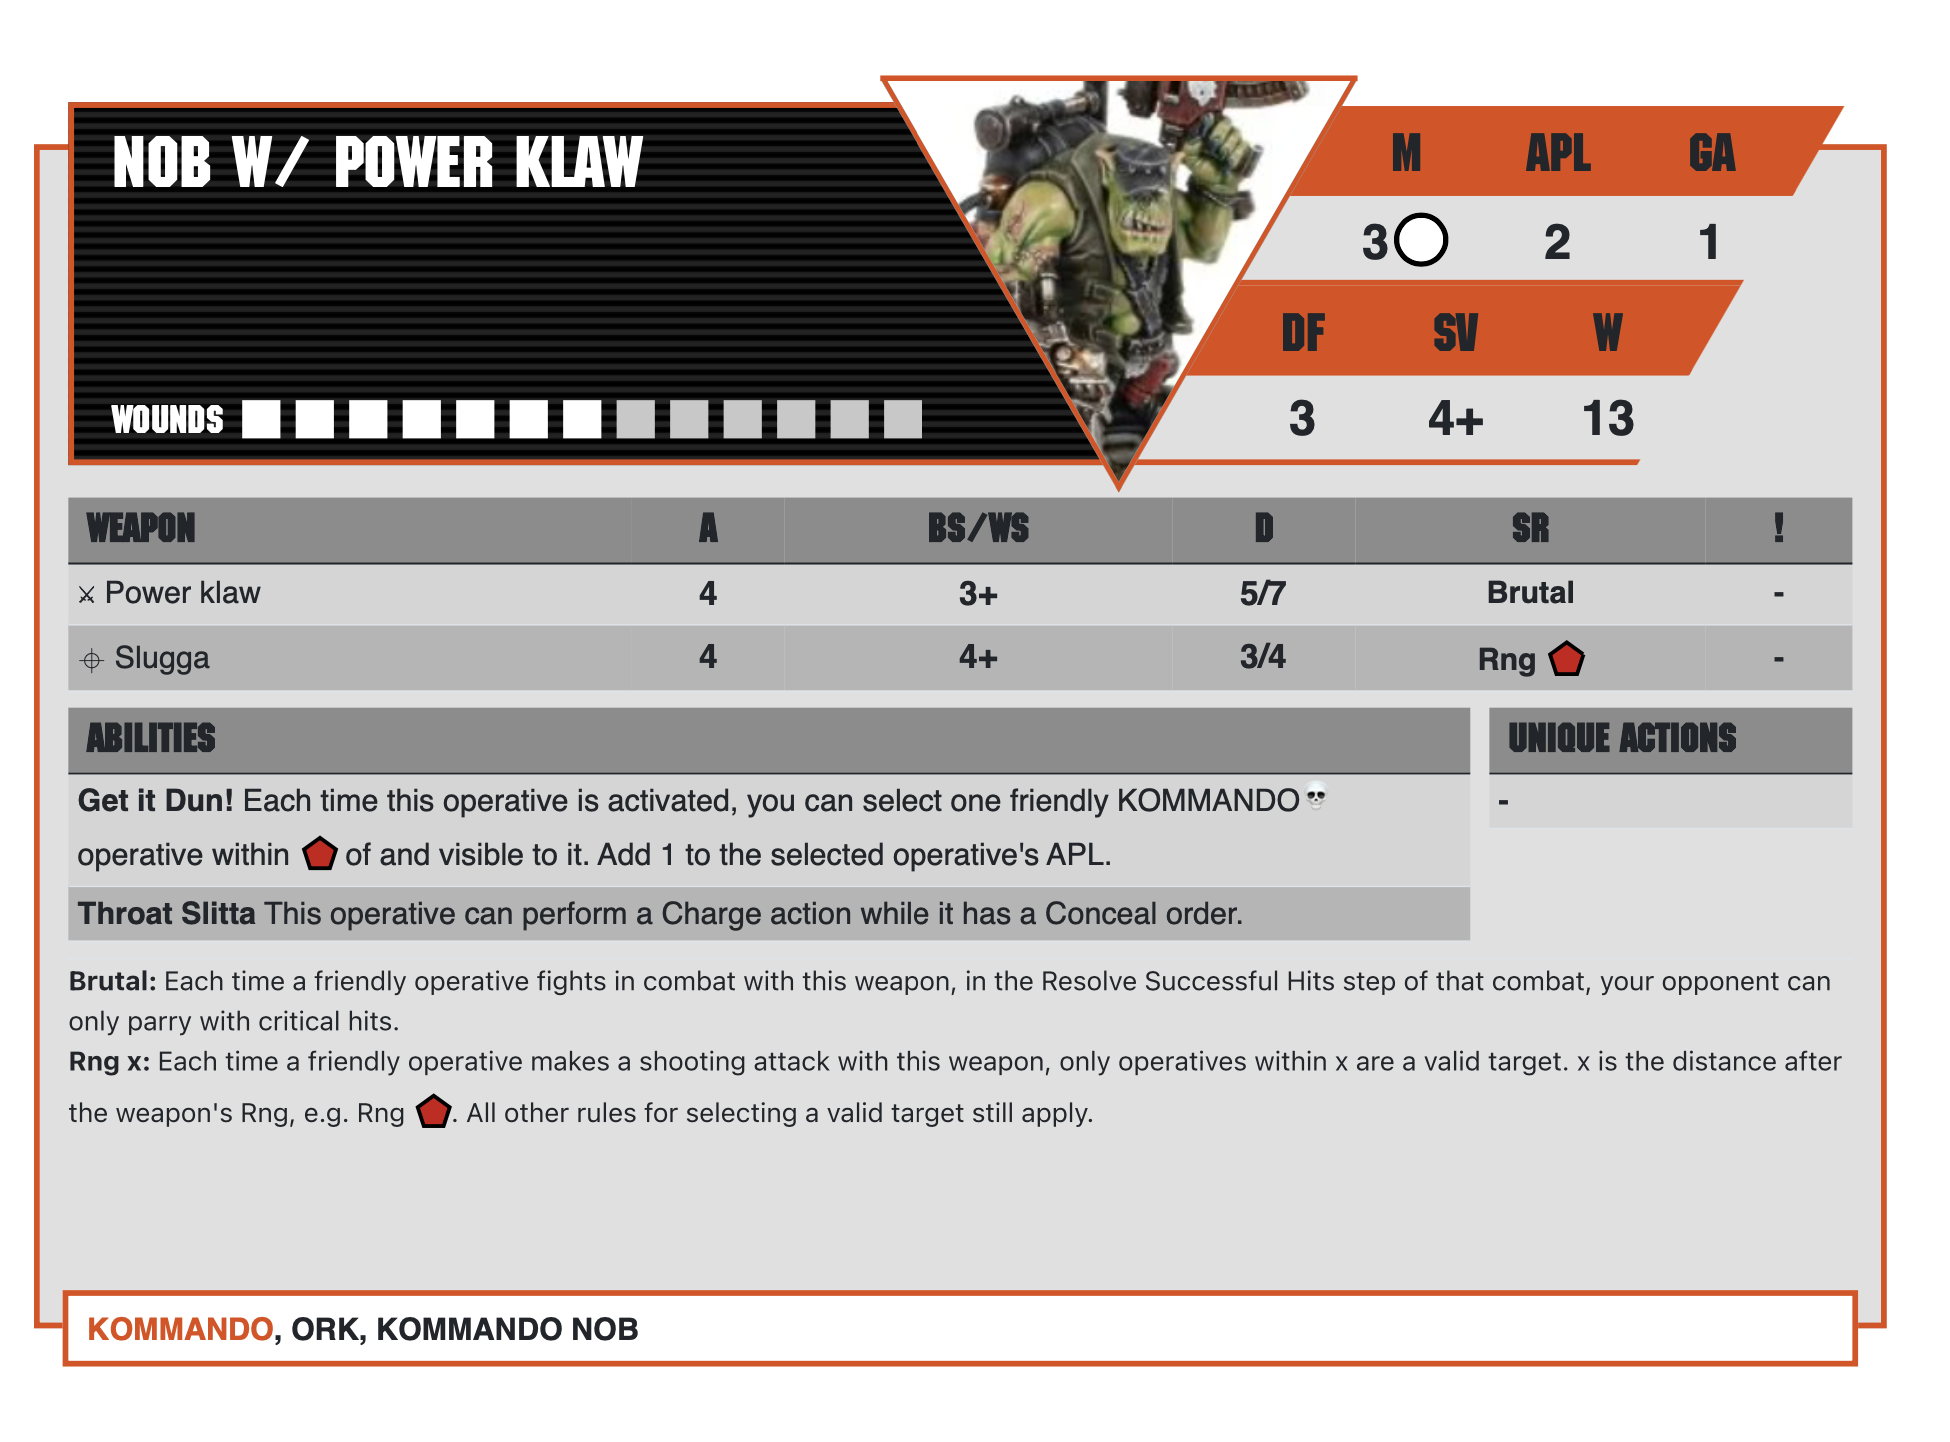 NOB W/ POWER KLAW
M APL GA
3 2 1
DF SV W
3 4+ 13
WOUNDS
WEAPON A BS/WS D SR !
Power klaw 4 3+ 5/7 Brutal -
Slugga 4 4+ 3/4 Rng -
ABILITIES
UNIQUE ACTIONS
Get it Dun! Each time this operative is activated, you can select one friendly KOMMANDO💀
operative within of and visible to it. Add 1 to the selected operative's APL.
-
Throat Slitta This operative can perform a Charge action while it has a Conceal order.
Brutal: Each time a friendly operative fights in combat with this weapon, in the Resolve Successful Hits step of that combat, your opponent can
only parry with critical hits.
Rng x: Each time a friendly operative makes a shooting attack with this weapon, only operatives within x are a valid target. x is the distance after
the weapon's Rng, e.g. Rng . All other rules for selecting a valid target still apply.
KOMMANDO, ORK, KOMMANDO NOB